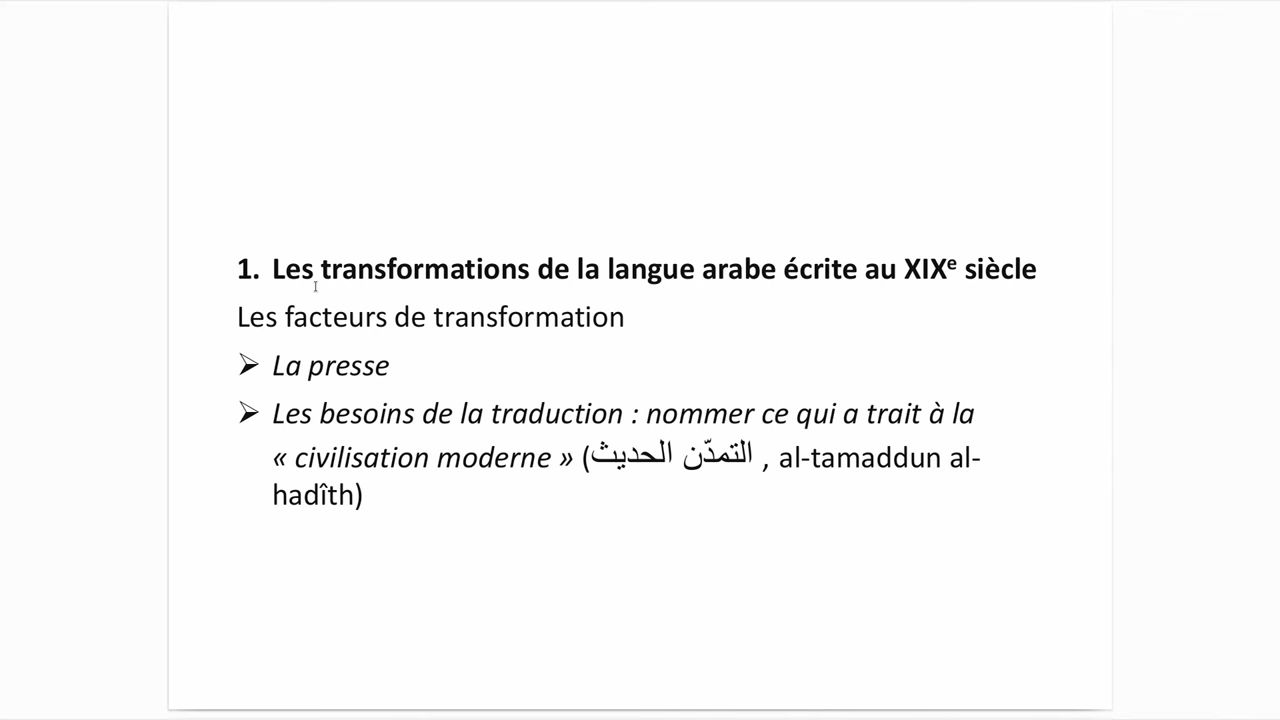 1. Les transformations de la langue arabe écrite au XIXe siècle
Les facteurs de transformation
➢ La presse
➢ Les besoins de la traduction : nommer ce qui a trait à la
« civilisation moderne » (التمدّن الحديث , al-tamaddun al-
hadîth)